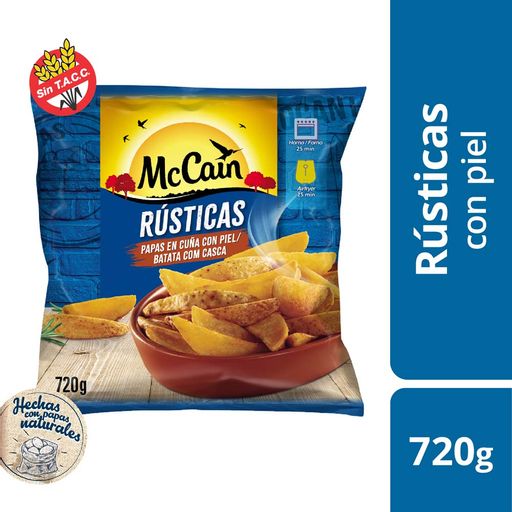 Sin T.A.C.C.
McCain
Horno / Forno
25 min.
Airfryer
25 min.
RÚSTICAS
PAPAS EN CUÑA CON PIEL/
BATATA COM CASCA
720g
Hechas
con papas
naturales
Rústicas
con piel
720g